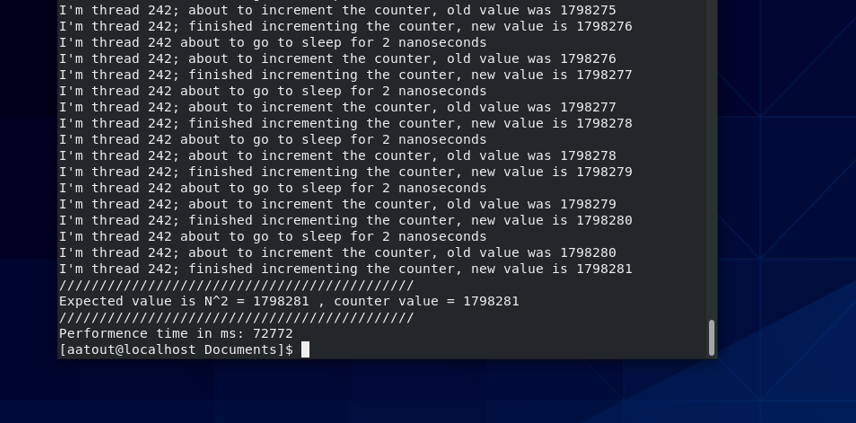 I'm thread 242; about to increment the counter, old value was 1798275
I'm thread 242; finished incrementing the counter, new value is 1798276
I'm thread 242 about to go to sleep for 2 nanoseconds
I'm thread 242; about to increment the counter, old value was 1798276
I'm thread 242; finished incrementing the counter, new value is 1798277
I'm thread 242 about to go to sleep for 2 nanoseconds
I'm thread 242; about to increment the counter, old value was 1798277
I'm thread 242; finished incrementing the counter, new value is 1798278
I'm thread 242 about to go to sleep for 2 nanoseconds
I'm thread 242; about to increment the counter, old value was 1798278
I'm thread 242; finished incrementing the counter, new value is 1798279
I'm thread 242 about to go to sleep for 2 nanoseconds
I'm thread 242; about to increment the counter, old value was 1798279
I'm thread 242; finished incrementing the counter, new value is 1798280
I'm thread 242 about to go to sleep for 2 nanoseconds
I'm thread 242; about to increment the counter, old value was 1798280
I'm thread 242; finished incrementing the counter, new value is 1798281
////////////////////////////////////////////
Expected value is N^2 = 1798281 , counter value = 1798281
////////////////////////////////////////////
Performence time in ms: 72772
[aatout@localhost Documents]$